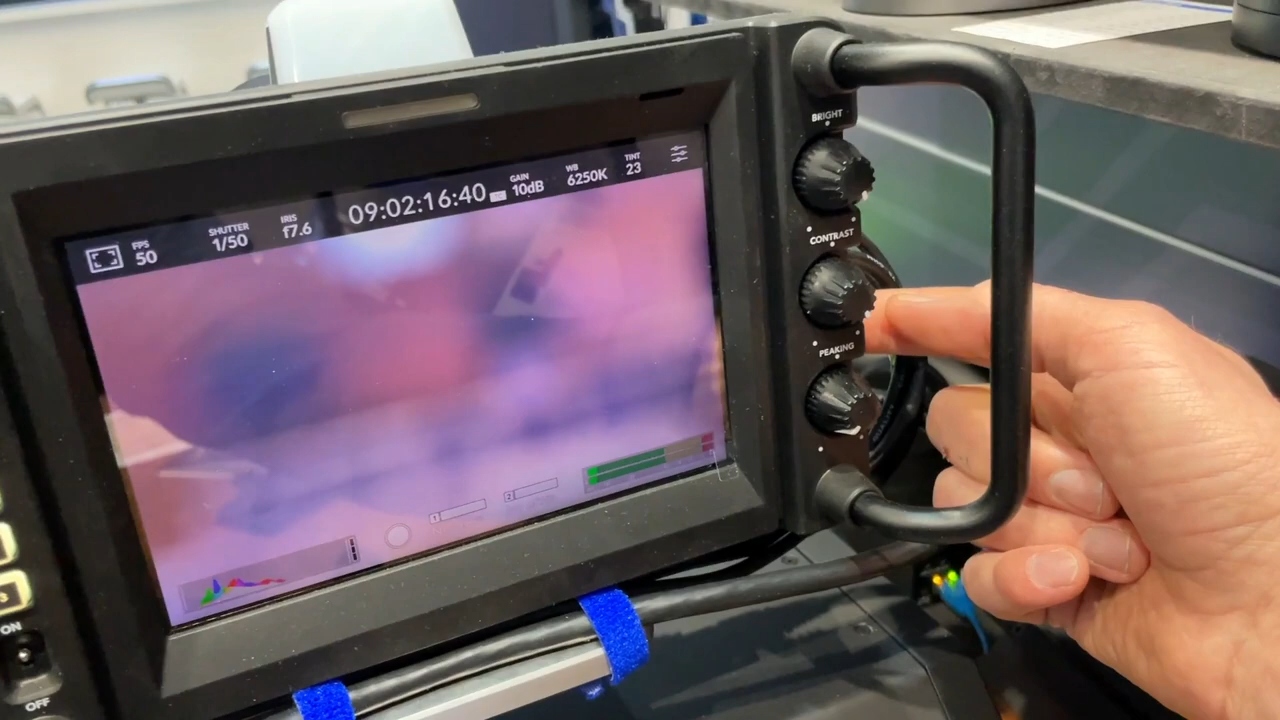 FPS
50
SHUTTER
1/50
IRIS
f7.6
09:02:16:40
GAIN
10dB
WB
6250K
TINT
23
BRIGHT
CONTRAST
PEAKING
1
2
ON
OFF